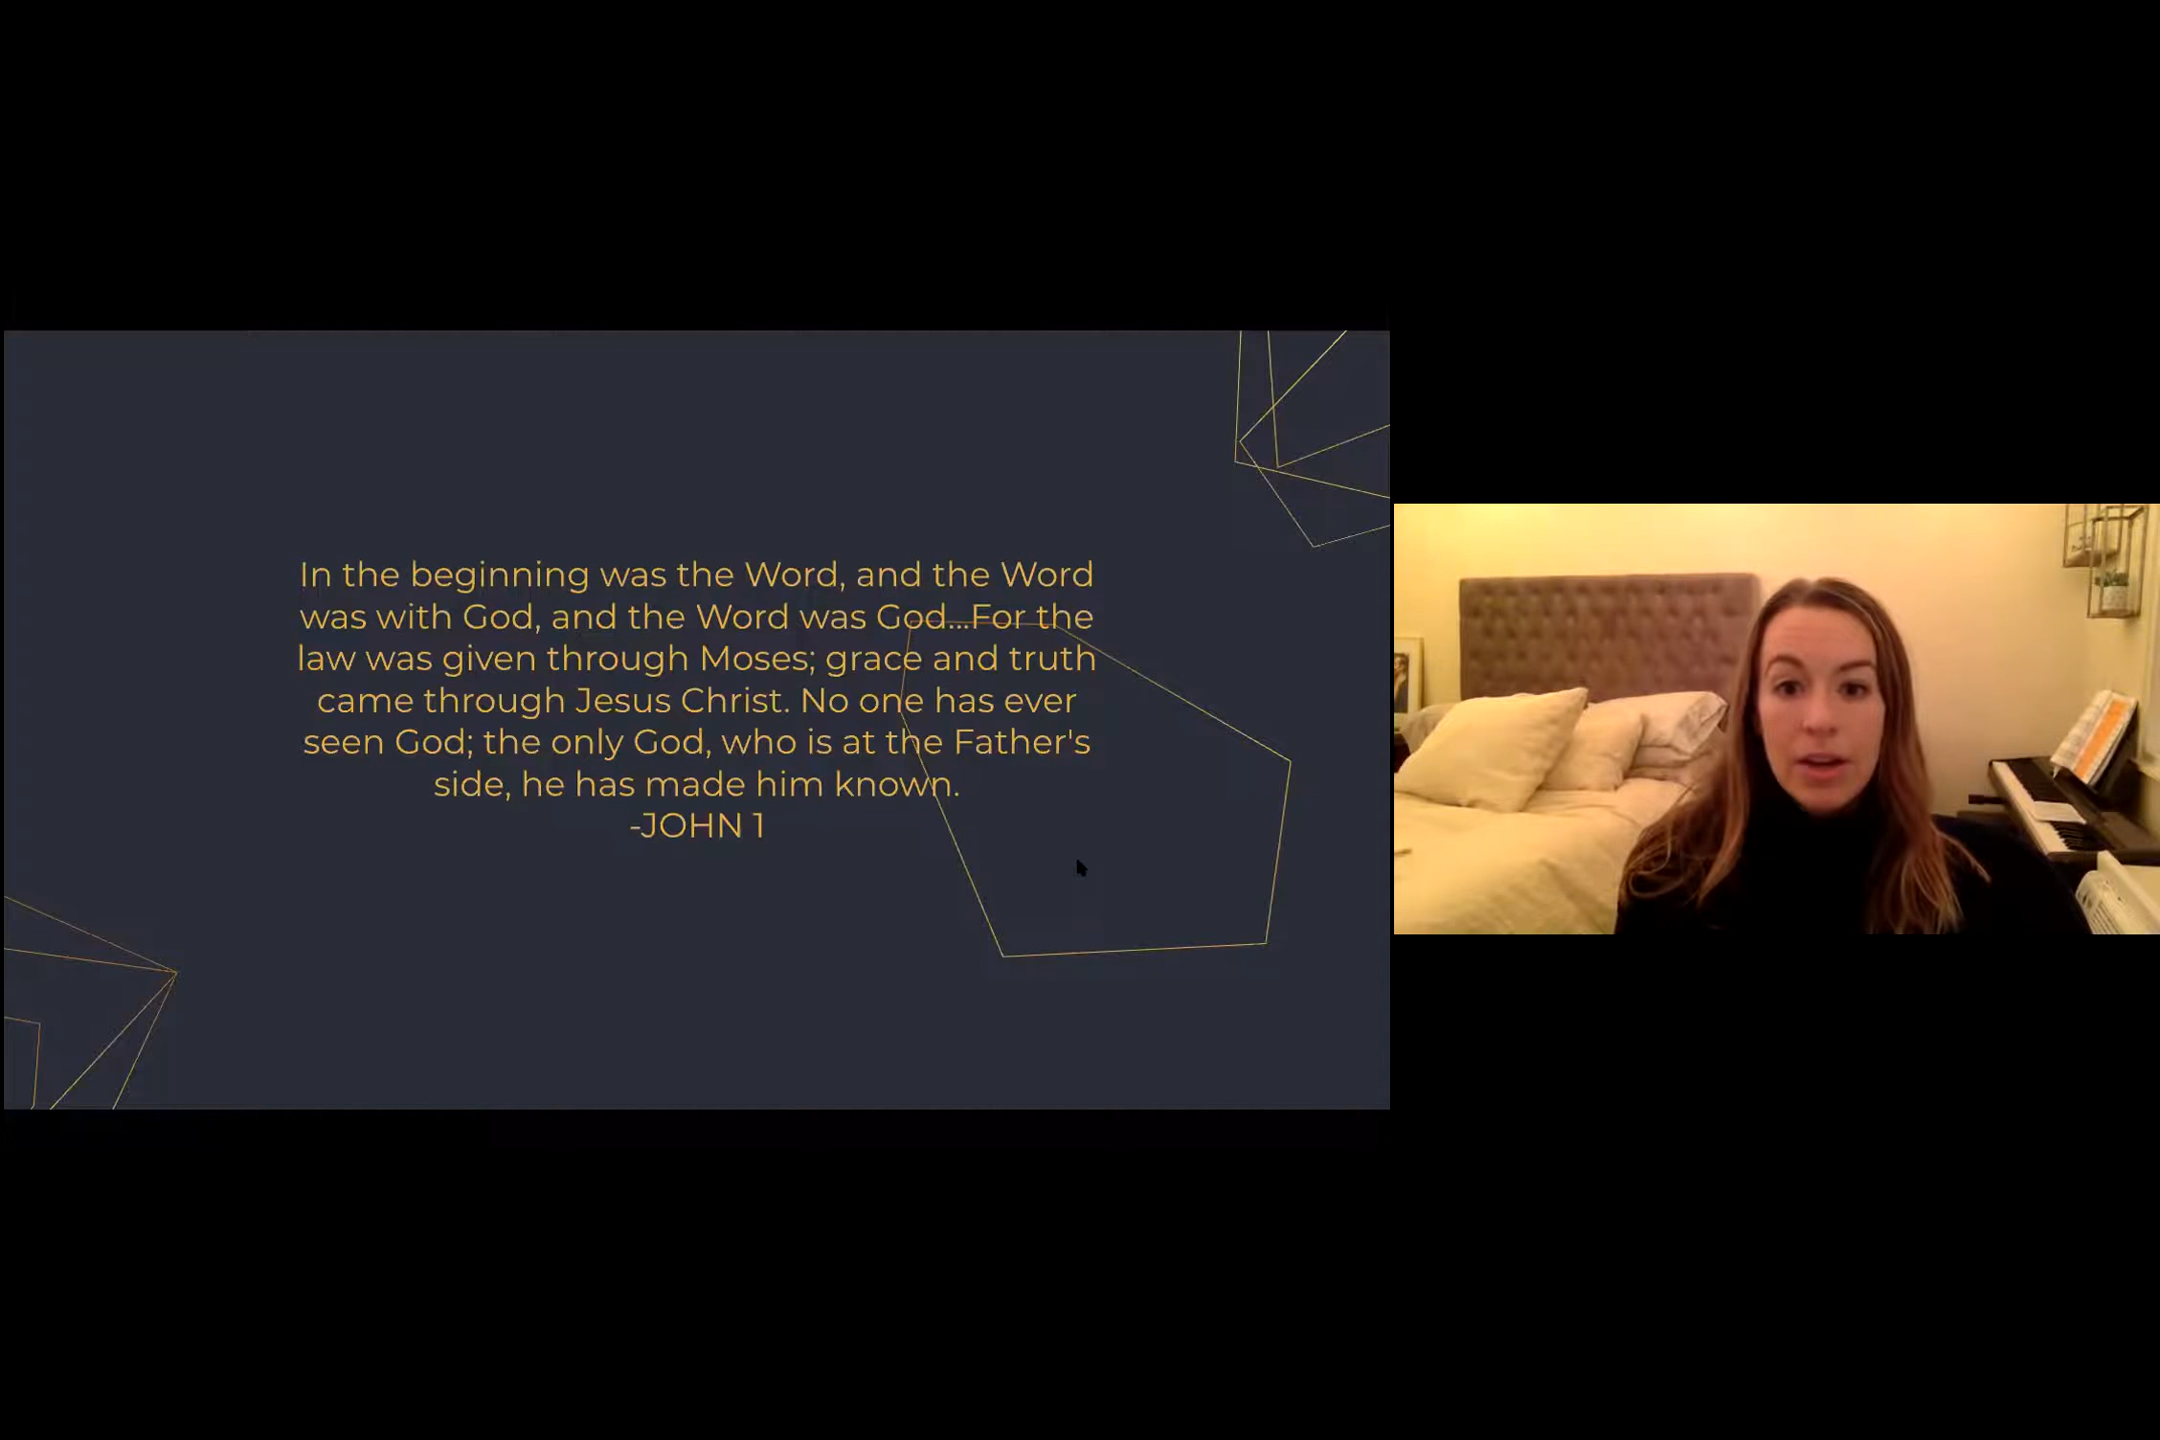 In the beginning was the Word, and the Word
was with God, and the Word was God...For the
law was given through Moses; grace and truth
came through Jesus Christ. No one has ever
seen God; the only God, who is at the Father's
side, he has made him known.
-JOHN 1